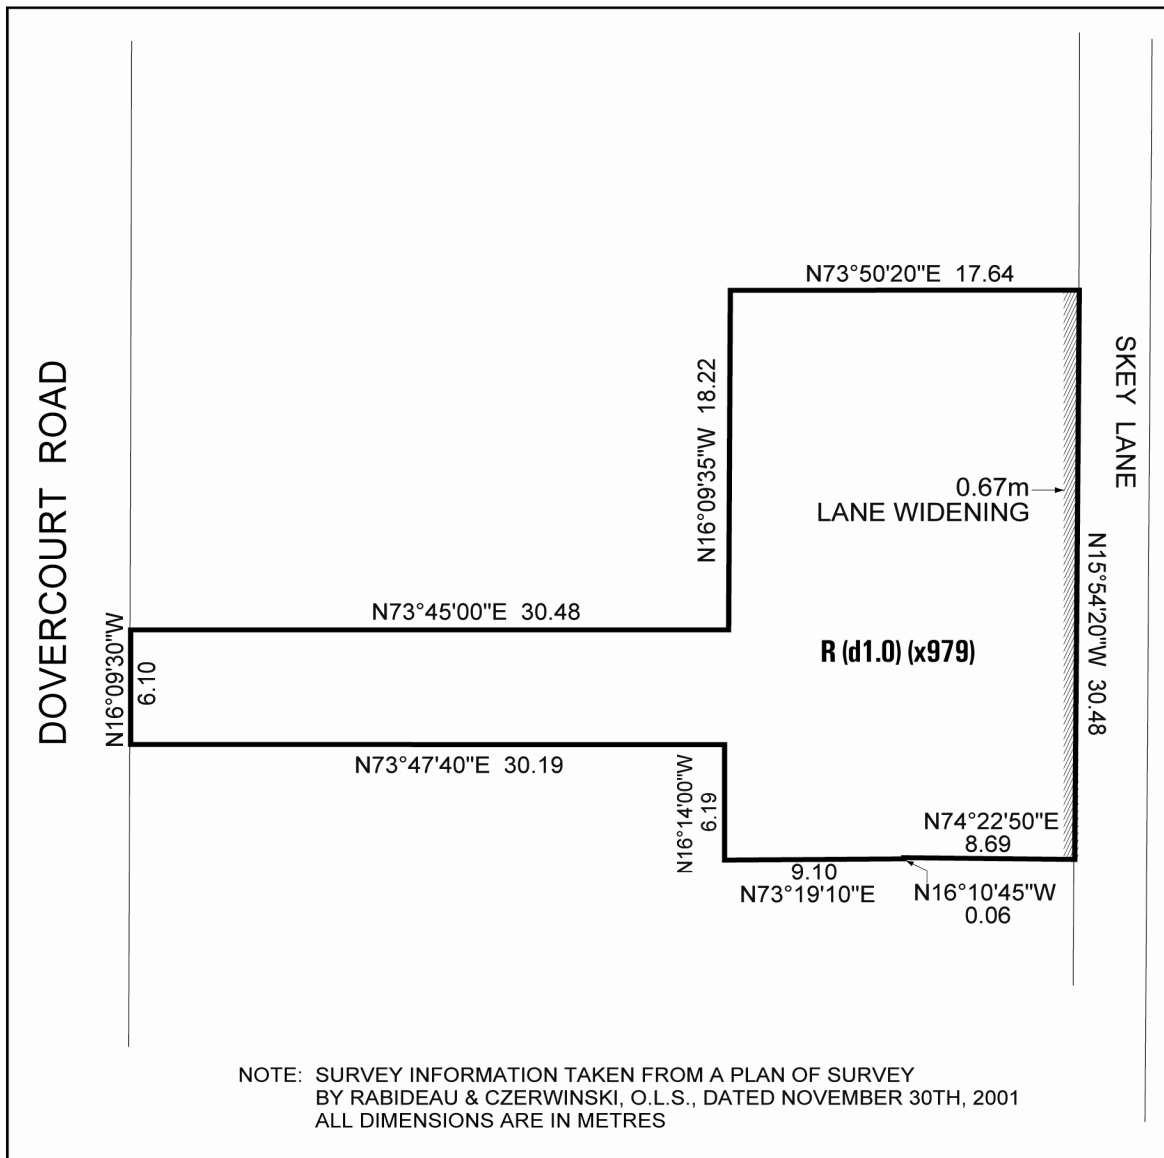 N73°50'20"E 17.64
SKEY LANE
N16°09'35"W 18.22
DOVERCOURT ROAD
0.67m
LANE WIDENING
N15°54'20"W 30.48
N73°45'00"E 30.48
N16°09'30"W
6.10
R (d1.0) (x979)
N73°47'40"E 30.19
N16°14'00"W
6.19
N74°22'50"E
8.69
9.10
N73°19'10"E
N16°10'45"W
0.06
NOTE: SURVEY INFORMATION TAKEN FROM A PLAN OF SURVEY
BY RABIDEAU & CZERWINSKI, O.L.S., DATED NOVEMBER 30TH, 2001
ALL DIMENSIONS ARE IN METRES